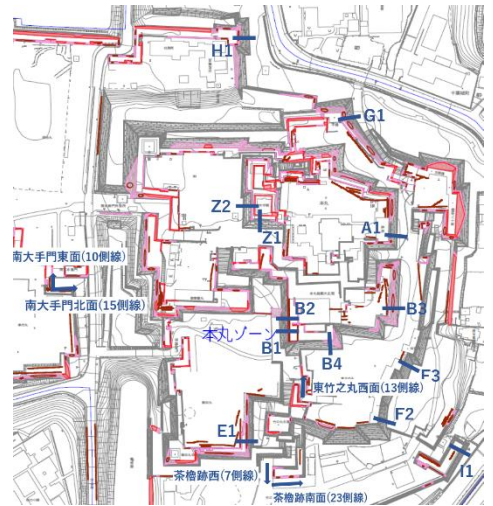 H1
G1
Z2
Z1
A1
南大手門東面(10側線)
南大手門北面(15側線)
B2
B3
本丸ゾーン
B1
B4
F3
東竹之丸西面(13側線)
F2
E1
I1
茶櫓跡西(7側線)
茶櫓跡南面(23側線)